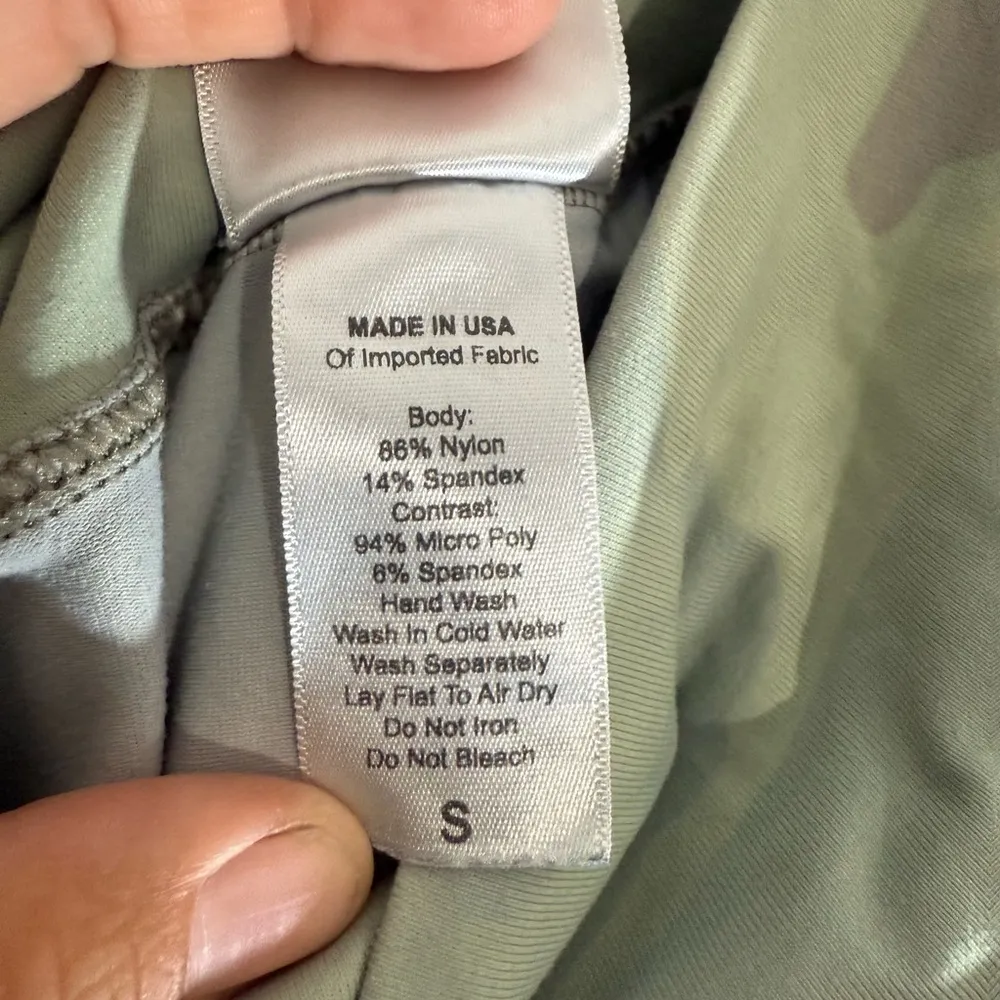 MADE IN USA
Of Imported Fabric
Body:
86% Nylon
14% Spandex
Contrast:
94% Micro Poly
6% Spandex
Hand Wash
Wash In Cold Water
Wash Separately
Lay Flat To Air Dry
Do Not Iron
Do Not Bleach
S